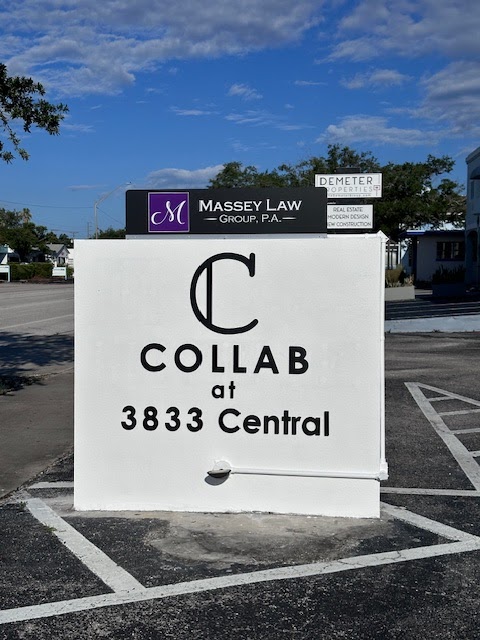 M
MASSEY LAW
GROUP, P.A.
DEMETER
PROPERTIES
REAL ESTATE
MODERN DESIGN
NEW CONSTRUCTION
C
COLLAB
at
3833 Central